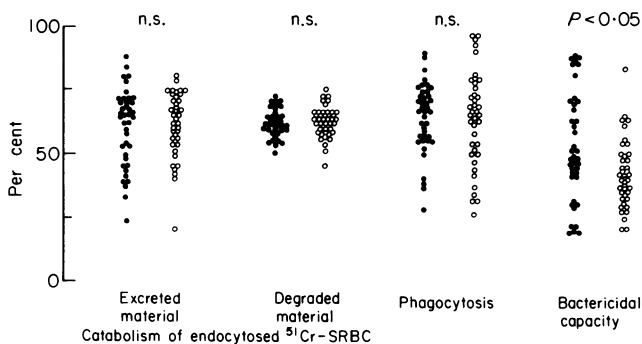 n.s. n.s. n.s. P < 0·05
100
50
0
Per cent
Excreted material
Degraded material
Phagocytosis
Bactericidal capacity
Catabolism of endocytosed ⁵¹Cr-SRBC